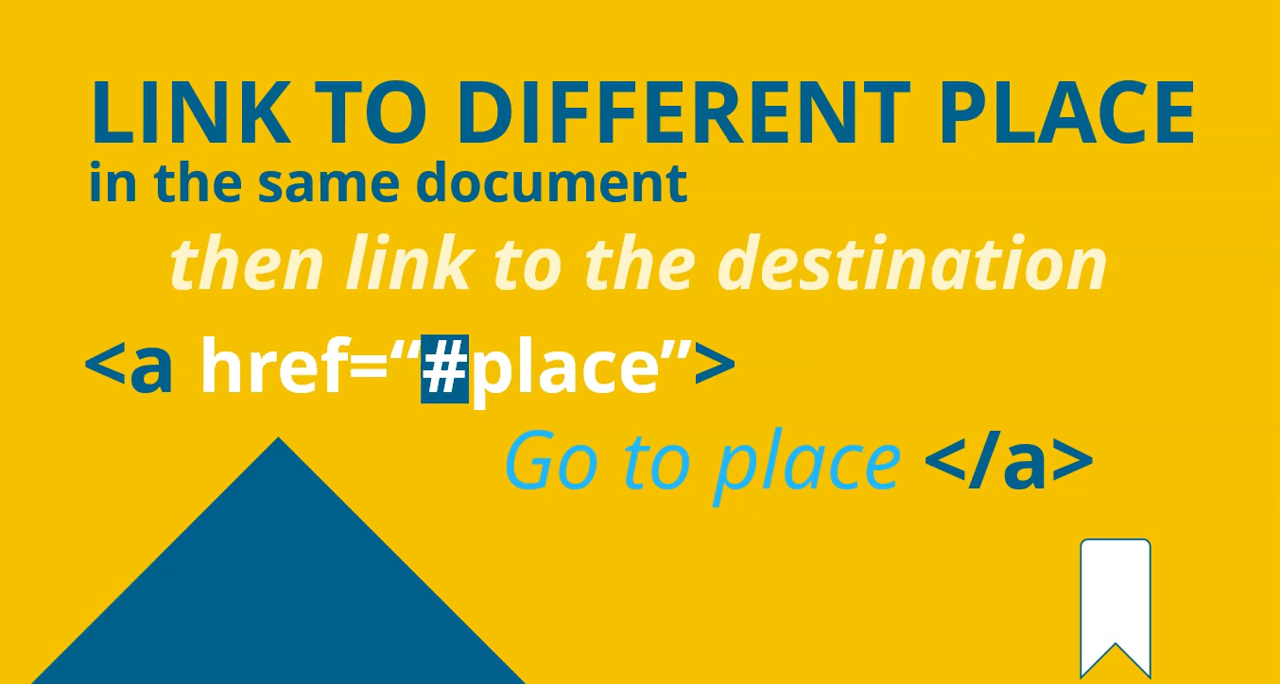 LINK TO DIFFERENT PLACE
in the same document
then link to the destination
<a href=“#place”>
Go to place </a>